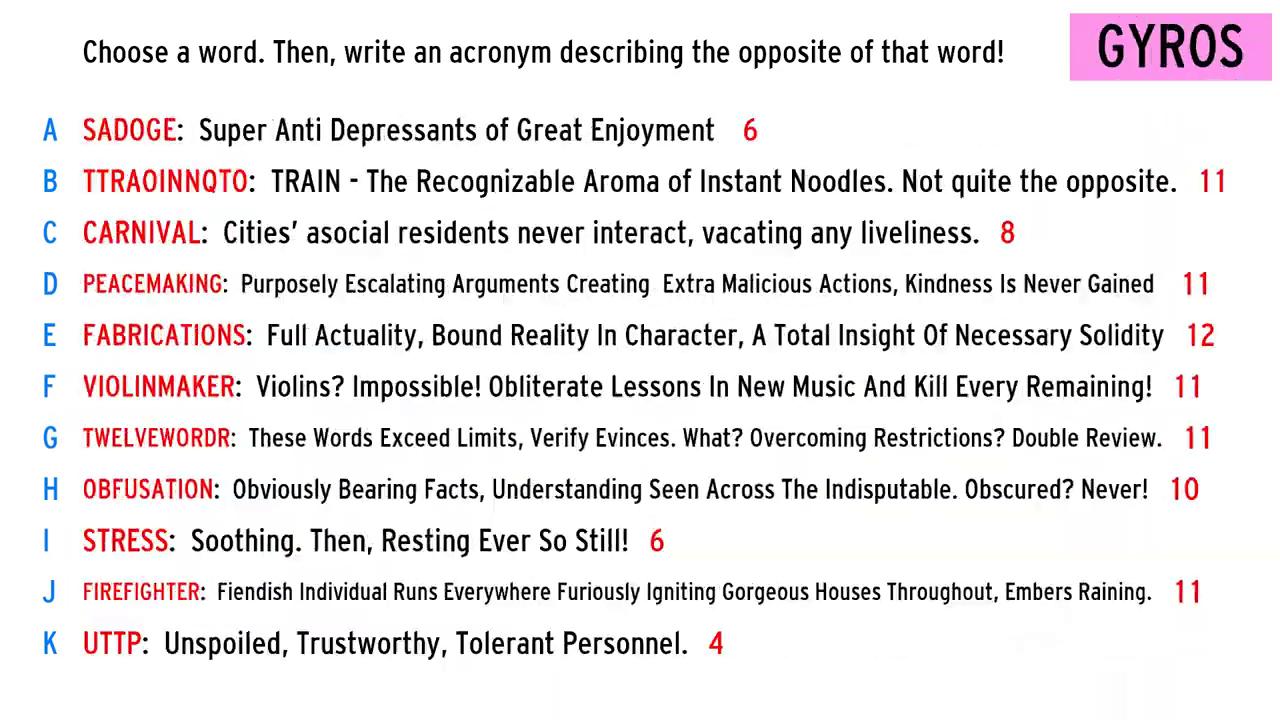 Choose a word. Then, write an acronym describing the opposite of that word!
GYROS
A SADOGE: Super Anti Depressants of Great Enjoyment 6
B TTRAOINNQTO: TRAIN - The Recognizable Aroma of Instant Noodles. Not quite the opposite. 11
C CARNIVAL: Cities' asocial residents never interact, vacating any liveliness. 8
D PEACEMAKING: Purposely Escalating Arguments Creating Extra Malicious Actions, Kindness Is Never Gained 11
E FABRICATIONS: Full Actuality, Bound Reality In Character, A Total Insight Of Necessary Solidity 12
F VIOLINMAKER: Violins? Impossible! Obliterate Lessons In New Music And Kill Every Remaining! 11
G TWELVEWORDR: These Words Exceed Limits, Verify Evinces. What? Overcoming Restrictions? Double Review. 11
H OBFUSATION: Obviously Bearing Facts, Understanding Seen Across The Indisputable. Obscured? Never! 10
I STRESS: Soothing. Then, Resting Ever So Still! 6
J FIREFIGHTER: Fiendish Individual Runs Everywhere Furiously Igniting Gorgeous Houses Throughout, Embers Raining. 11
K UTTP: Unspoiled, Trustworthy, Tolerant Personnel. 4